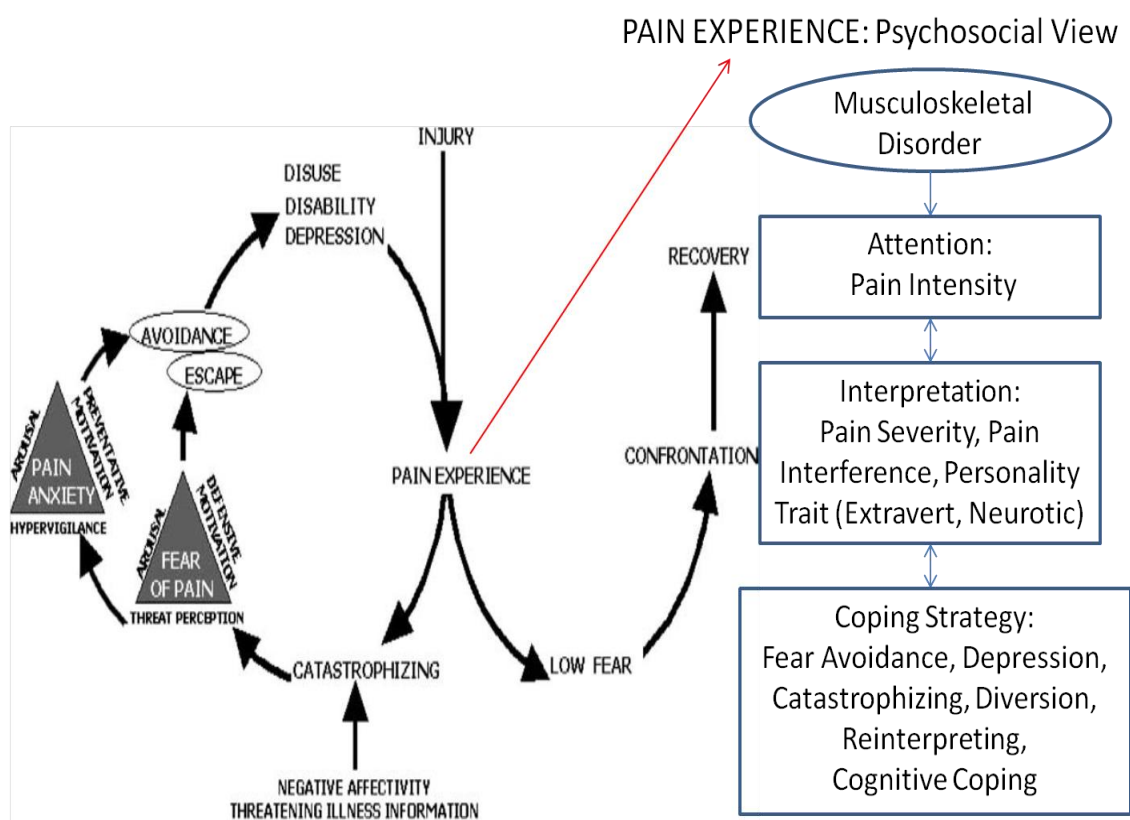 PAIN EXPERIENCE: Psychosocial View
INJURY
DISUSE
DISABILITY
DEPRESSION
RECOVERY
AVOIDANCE
ESCAPE
AROUSAL
PREVENTATIVE
MOTIVATION
PAIN
ANXIETY
HYPERVIGILANCE
AROUSAL
DEFENSIVE
MOTIVATION
FEAR
OF PAIN
THREAT PERCEPTION
PAIN EXPERIENCE
CONFRONTATION
CATASTROPHIZING
LOW FEAR
NEGATIVE AFFECTIVITY
THREATENING ILLNESS INFORMATION
Musculoskeletal
Disorder
Attention:
Pain Intensity
Interpretation:
Pain Severity, Pain
Interference, Personality
Trait (Extravert, Neurotic)
Coping Strategy:
Fear Avoidance, Depression,
Catastrophizing, Diversion,
Reinterpreting,
Cognitive Coping